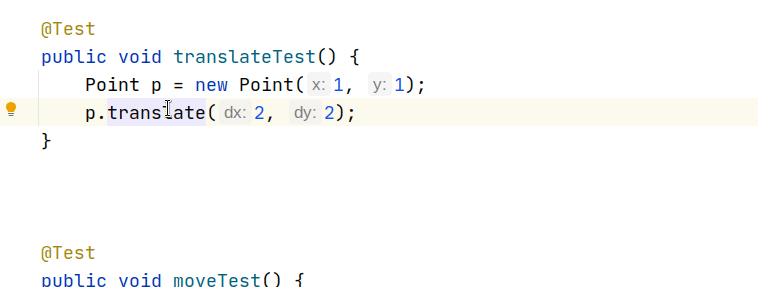 @Test
public void translateTest() {
Point p = new Point( x: 1, y: 1);
p.translate( dx: 2, dy: 2);
}
@Test
public void moveTest() {